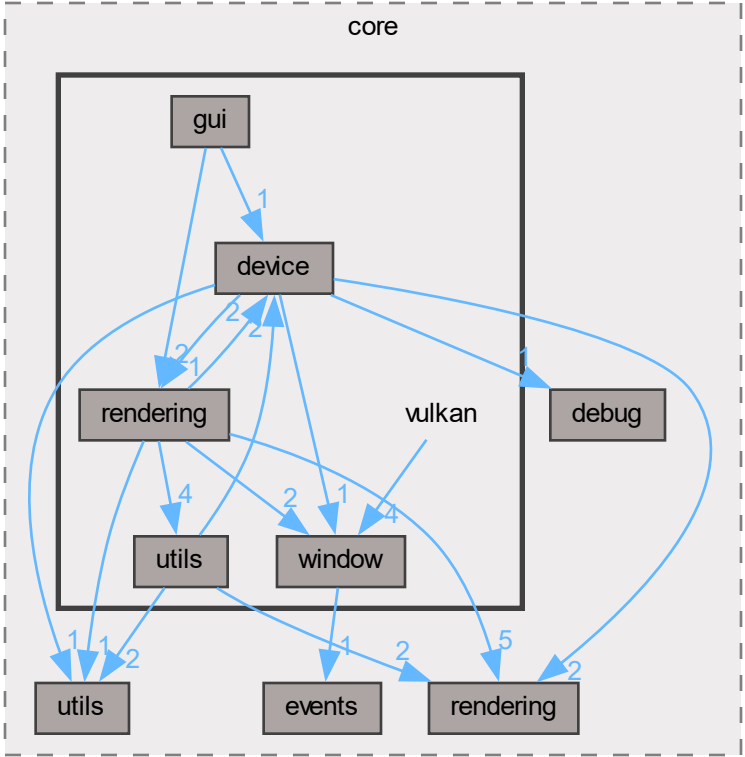 core
gui
1
device
2
2
2
1
1
rendering
vulkan
debug
4
2
1
4
utils
window
1
1
2
1
2
5
2
utils
events
rendering